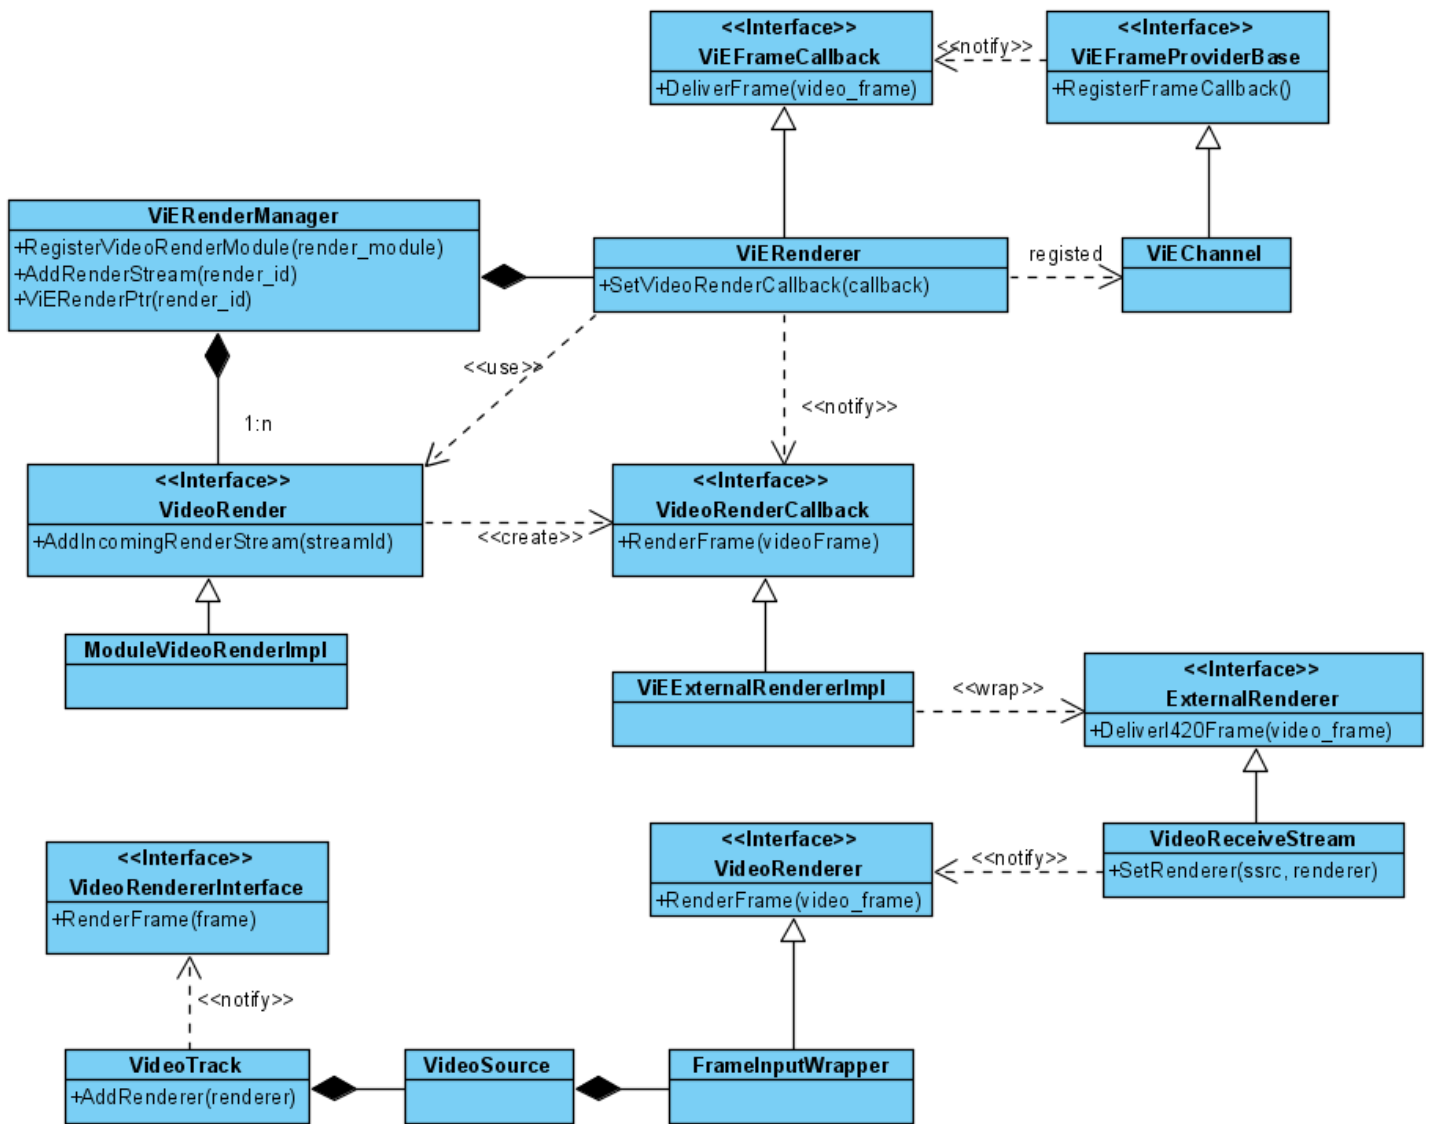 <<Interface>>
ViEFrameCallback
+DeliverFrame(video_frame)
<<notify>>
<<Interface>>
ViEFrameProviderBase
+RegisterFrameCallback()
ViERenderManager
+RegisterVideoRenderModule(render_module)
+AddRenderStream(render_id)
+ViERenderPtr(render_id)
ViERenderer
+SetVideoRenderCallback(callback)
registed
ViEChannel
<<use>>
<<notify>>
1:n
<<Interface>>
VideoRender
+AddIncomingRenderStream(streamId)
<<create>>
<<Interface>>
VideoRenderCallback
+RenderFrame(videoFrame)
ModuleVideoRenderImpl
ViEExternalRendererImpl
<<wrap>>
<<Interface>>
ExternalRenderer
+DeliverI420Frame(video_frame)
<<Interface>>
VideoRendererInterface
+RenderFrame(frame)
<<Interface>>
VideoRenderer
+RenderFrame(video_frame)
<<notify>>
VideoReceiveStream
+SetRenderer(ssrc, renderer)
<<notify>>
VideoTrack
+AddRenderer(renderer)
VideoSource
FrameInputWrapper